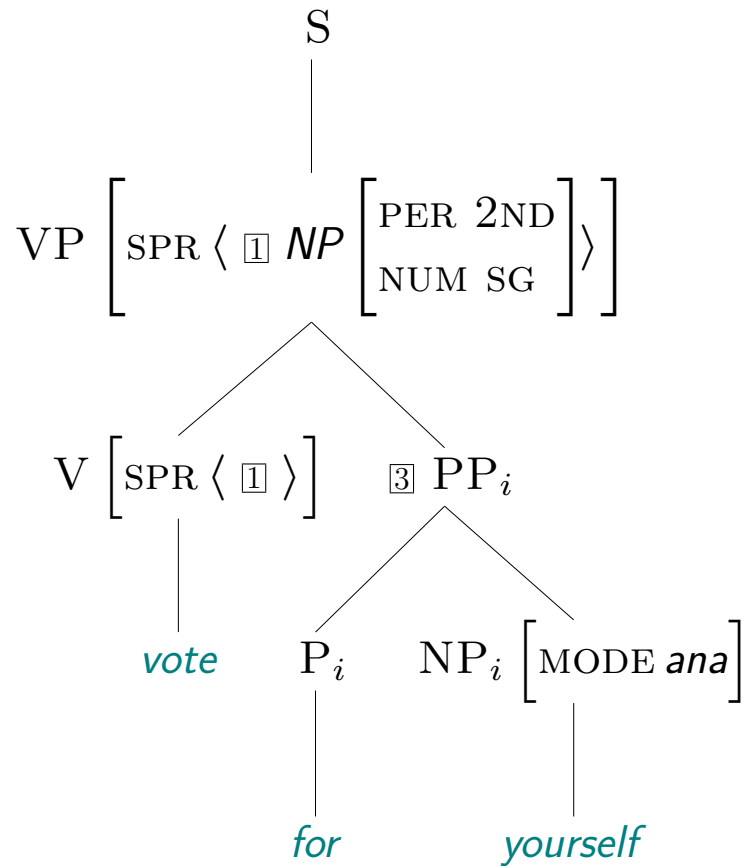 S
VP [SPR ⟨ 1 NP [PER 2ND
NUM SG] ⟩]
V [SPR ⟨ 1 ⟩] 3 PPᵢ
vote Pᵢ NPᵢ [MODE ana]
for yourself